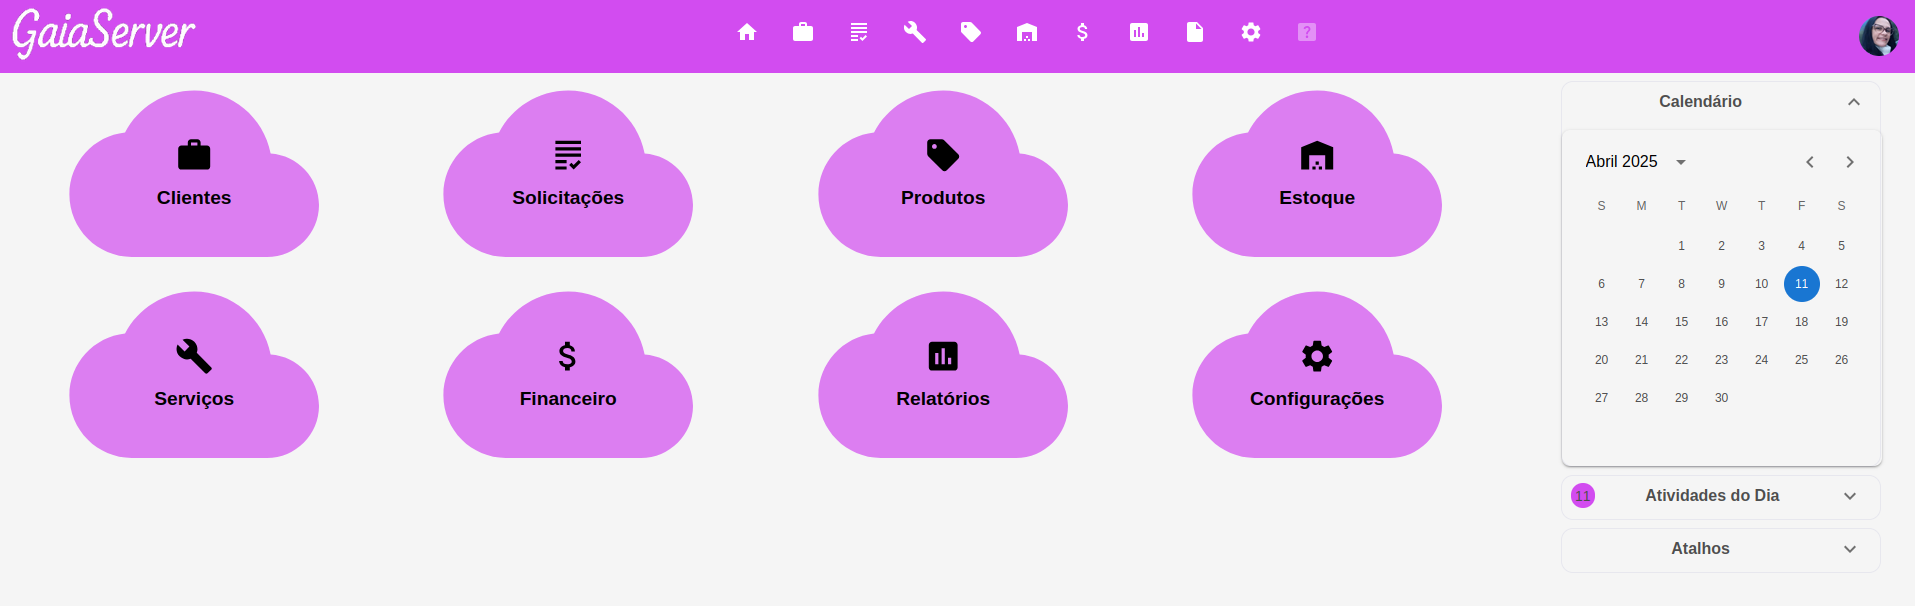 GaiaServer
?
Clientes
Solicitações
Produtos
Estoque
Serviços
Financeiro
Relatórios
Configurações
Calendário
Abril 2025
S M T W T F S
1 2 3 4 5
6 7 8 9 10 11 12
13 14 15 16 17 18 19
20 21 22 23 24 25 26
27 28 29 30
11 Atividades do Dia
Atalhos